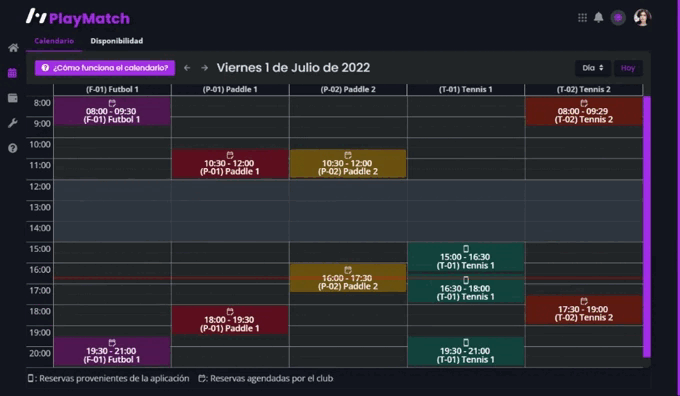 PlayMatch
Calendario Disponibilidad
¿Cómo funciona el calendario?
Viernes 1 de Julio de 2022
Día
Hoy
(F-01) Futbol 1
(P-01) Paddle 1
(P-02) Paddle 2
(T-01) Tennis 1
(T-02) Tennis 2
8:00
08:00 - 09:30
(F-01) Futbol 1
08:00 - 09:29
(T-02) Tennis 2
9:00
10:00
10:30 - 12:00
(P-01) Paddle 1
10:30 - 12:00
(P-02) Paddle 2
11:00
12:00
13:00
14:00
15:00
15:00 - 16:30
(T-01) Tennis 1
16:00
16:00 - 17:30
(P-02) Paddle 2
16:30 - 18:00
(T-01) Tennis 1
17:00
17:30 - 19:00
(T-02) Tennis 2
18:00
18:00 - 19:30
(P-01) Paddle 1
19:00
19:30 - 21:00
(F-01) Futbol 1
19:30 - 21:00
(T-01) Tennis 1
20:00
: Reservas provenientes de la aplicación
: Reservas agendadas por el club